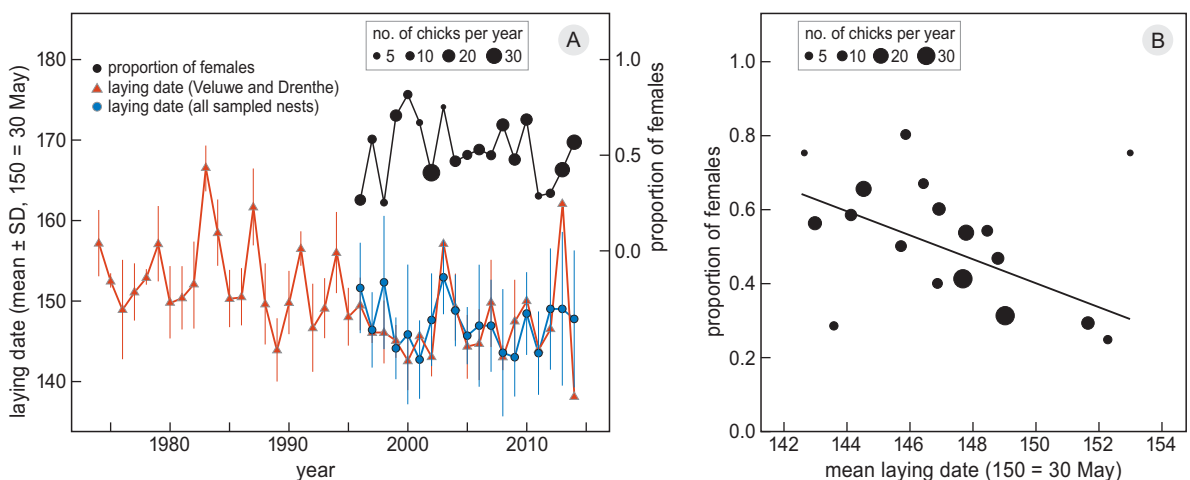 no. of chicks per year
5 10 20 30
A
proportion of females
laying date (Veluwe and Drenthe)
laying date (all sampled nests)
180
170
160
150
140
laying date (mean ± SD, 150 = 30 May)
1980 1990 2000 2010
year
1.0
0.5
0.0
proportion of females
no. of chicks per year
5 10 20 30
B
1.0
0.8
0.6
0.4
0.2
0.0
proportion of females
142 144 146 148 150 152 154
mean laying date (150 = 30 May)